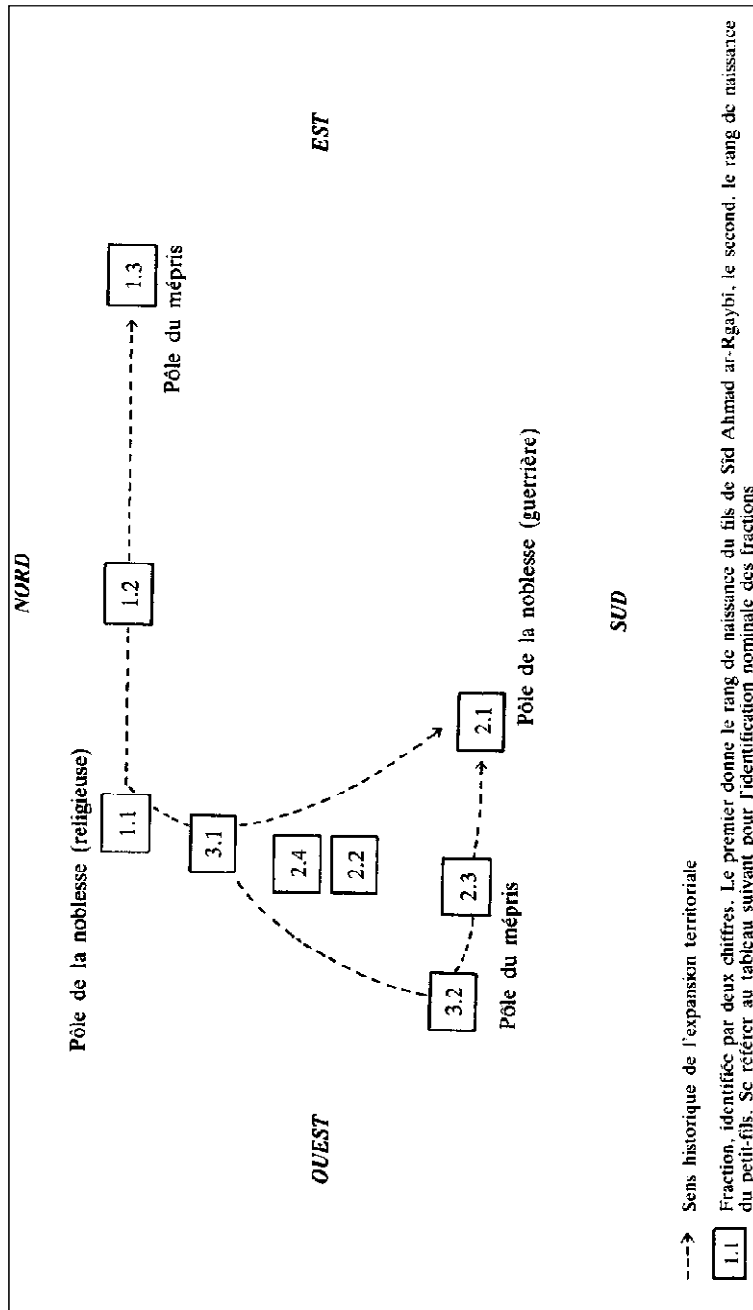 NORD
Pôle de la noblesse (religieuse)
1.1
1.2
1.3
Pôle du mépris
3.1
2.4
2.2
OUEST
EST
3.2
2.3
2.1
Pôle du mépris
Pôle de la noblesse (guerrière)
SUD
Sens historique de l'expansion territoriale
1.1
Fraction, identifiée par deux chiffres. Le premier donne le rang de naissance du fils de Sîd Ahmad ar-Rgaybi, le second, le rang de naissance
du petit-fils. Se référer au tableau suivant pour l'identification nominale des fractions